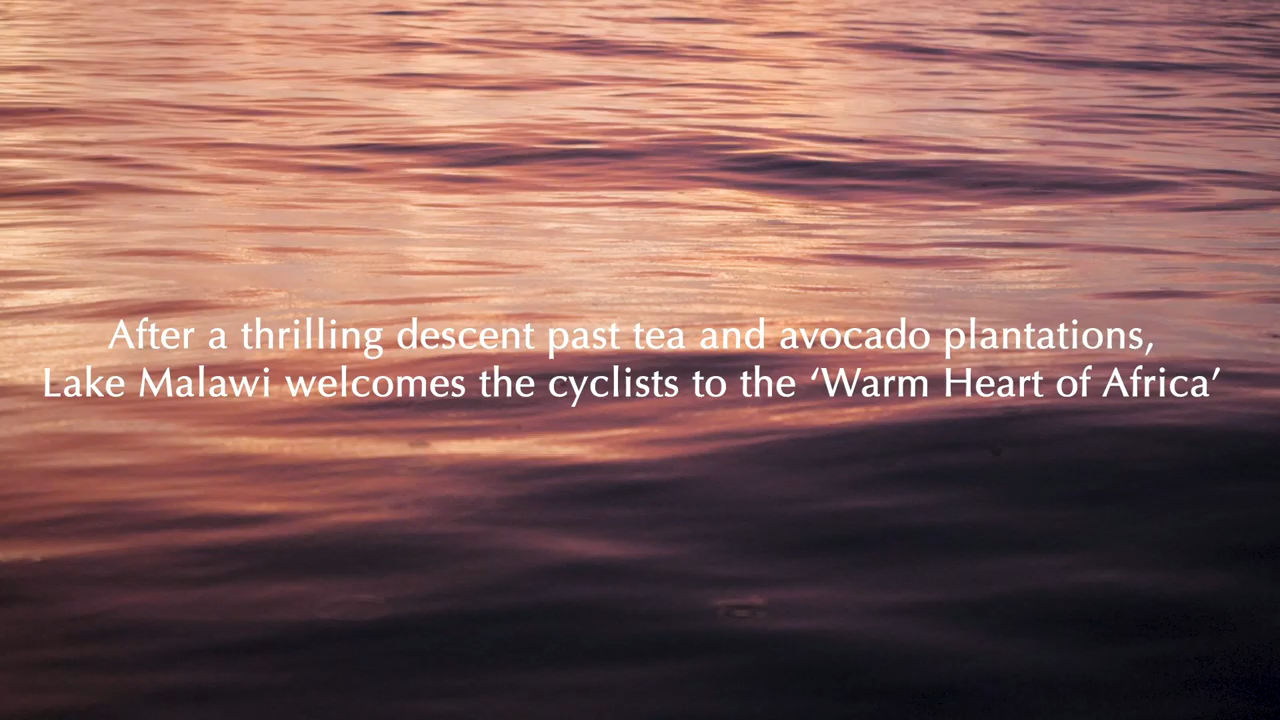 After a thrilling descent past tea and avocado plantations,
Lake Malawi welcomes the cyclists to the ‘Warm Heart of Africa’